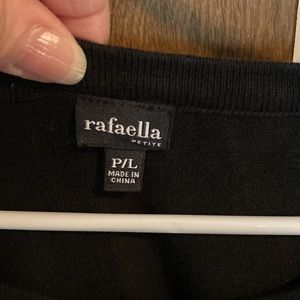 rafaella
PETITE
P/L
MADE IN
CHINA